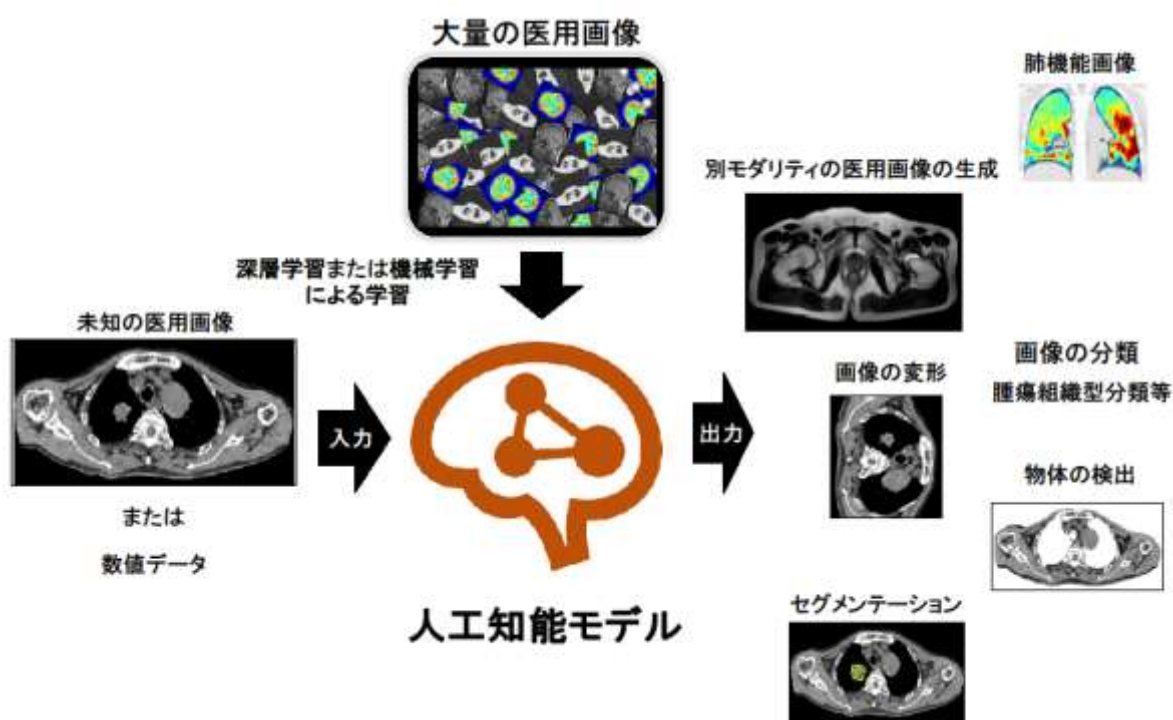 大量の医用画像
肺機能画像
別モダリティの医用画像の生成
深層学習または機械学習
による学習
未知の医用画像
画像の分類
腫瘍組織型分類等
画像の変形
入力
出力
物体の検出
または
数値データ
セグメンテーション
人工知能モデル